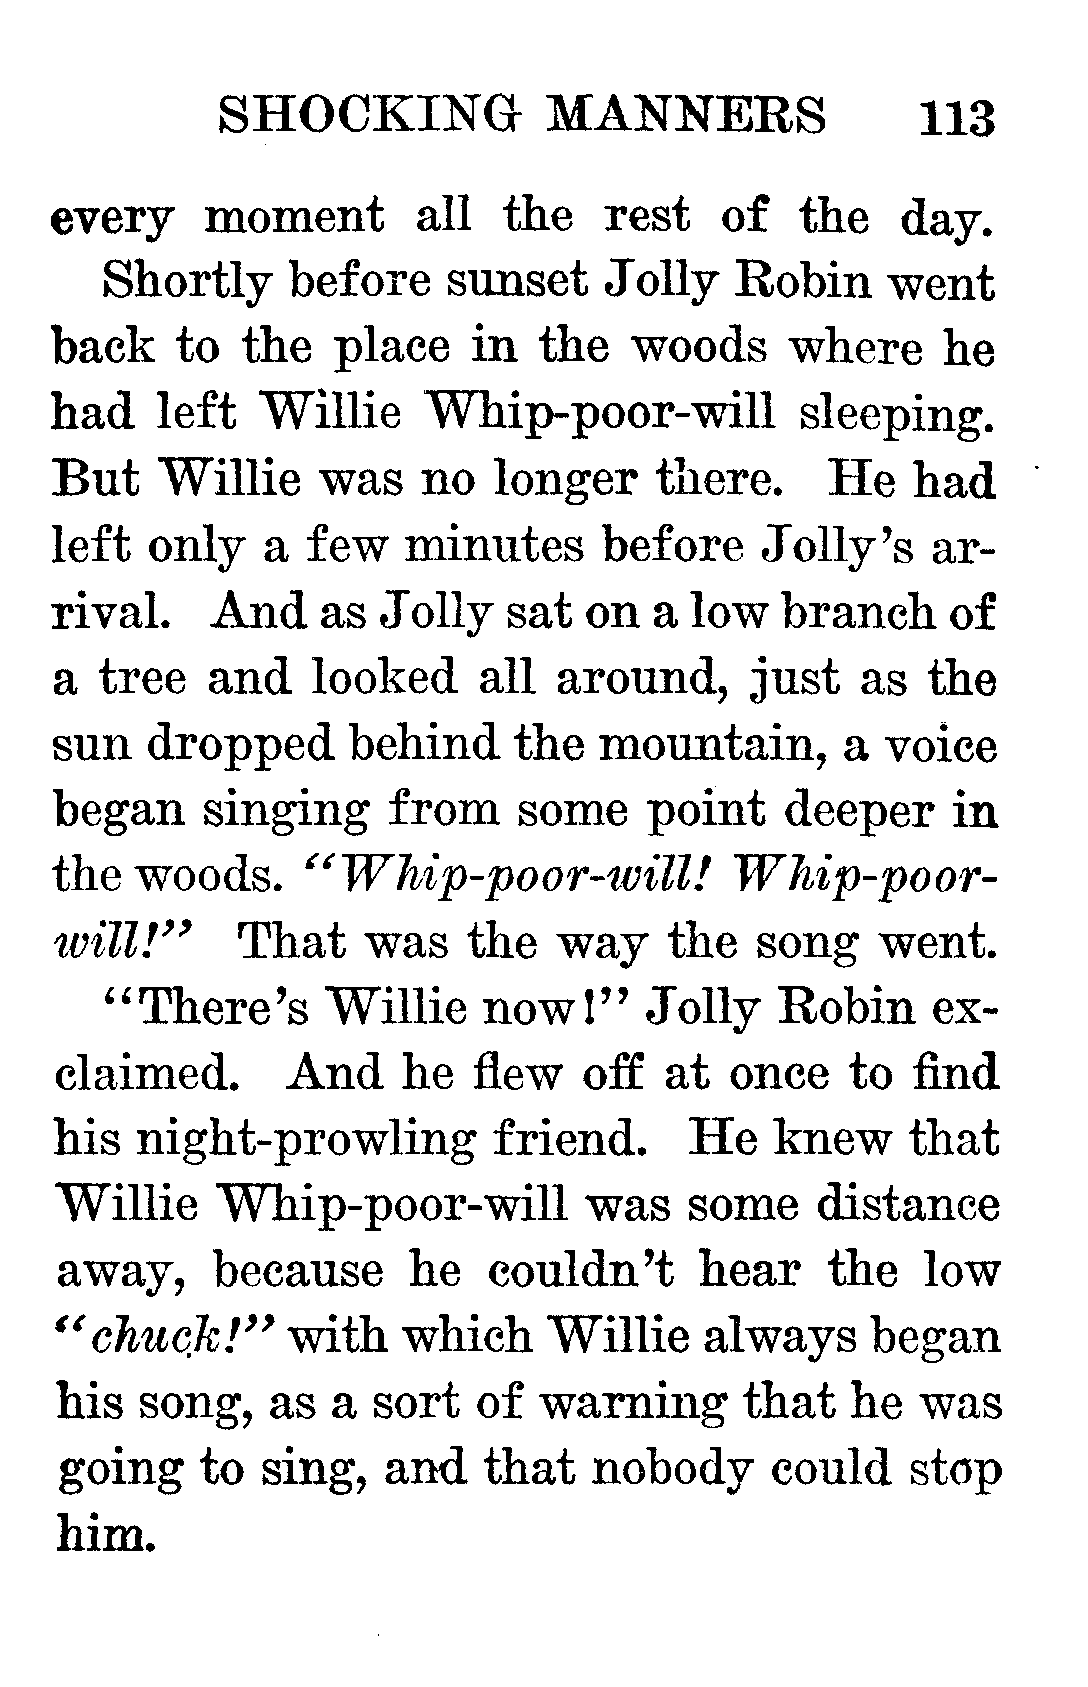 SHOCKING MANNERS 113
every moment all the rest of the day.
Shortly before sunset Jolly Robin went
back to the place in the woods where he
had left Willie Whip-poor-will sleeping.
But Willie was no longer there. He had
left only a few minutes before Jolly's ar-
rival. And as Jolly sat on a low branch of
a tree and looked all around, just as the
sun dropped behind the mountain, a voice
began singing from some point deeper in
the woods. "Whip-poor-will! Whip-poor-
will!" That was the way the song went.
"There's Willie now!" Jolly Robin ex-
claimed. And he flew off at once to find
his night-prowling friend. He knew that
Willie Whip-poor-will was some distance
away, because he couldn't hear the low
"chuck!" with which Willie always began
his song, as a sort of warning that he was
going to sing, and that nobody could stop
him.